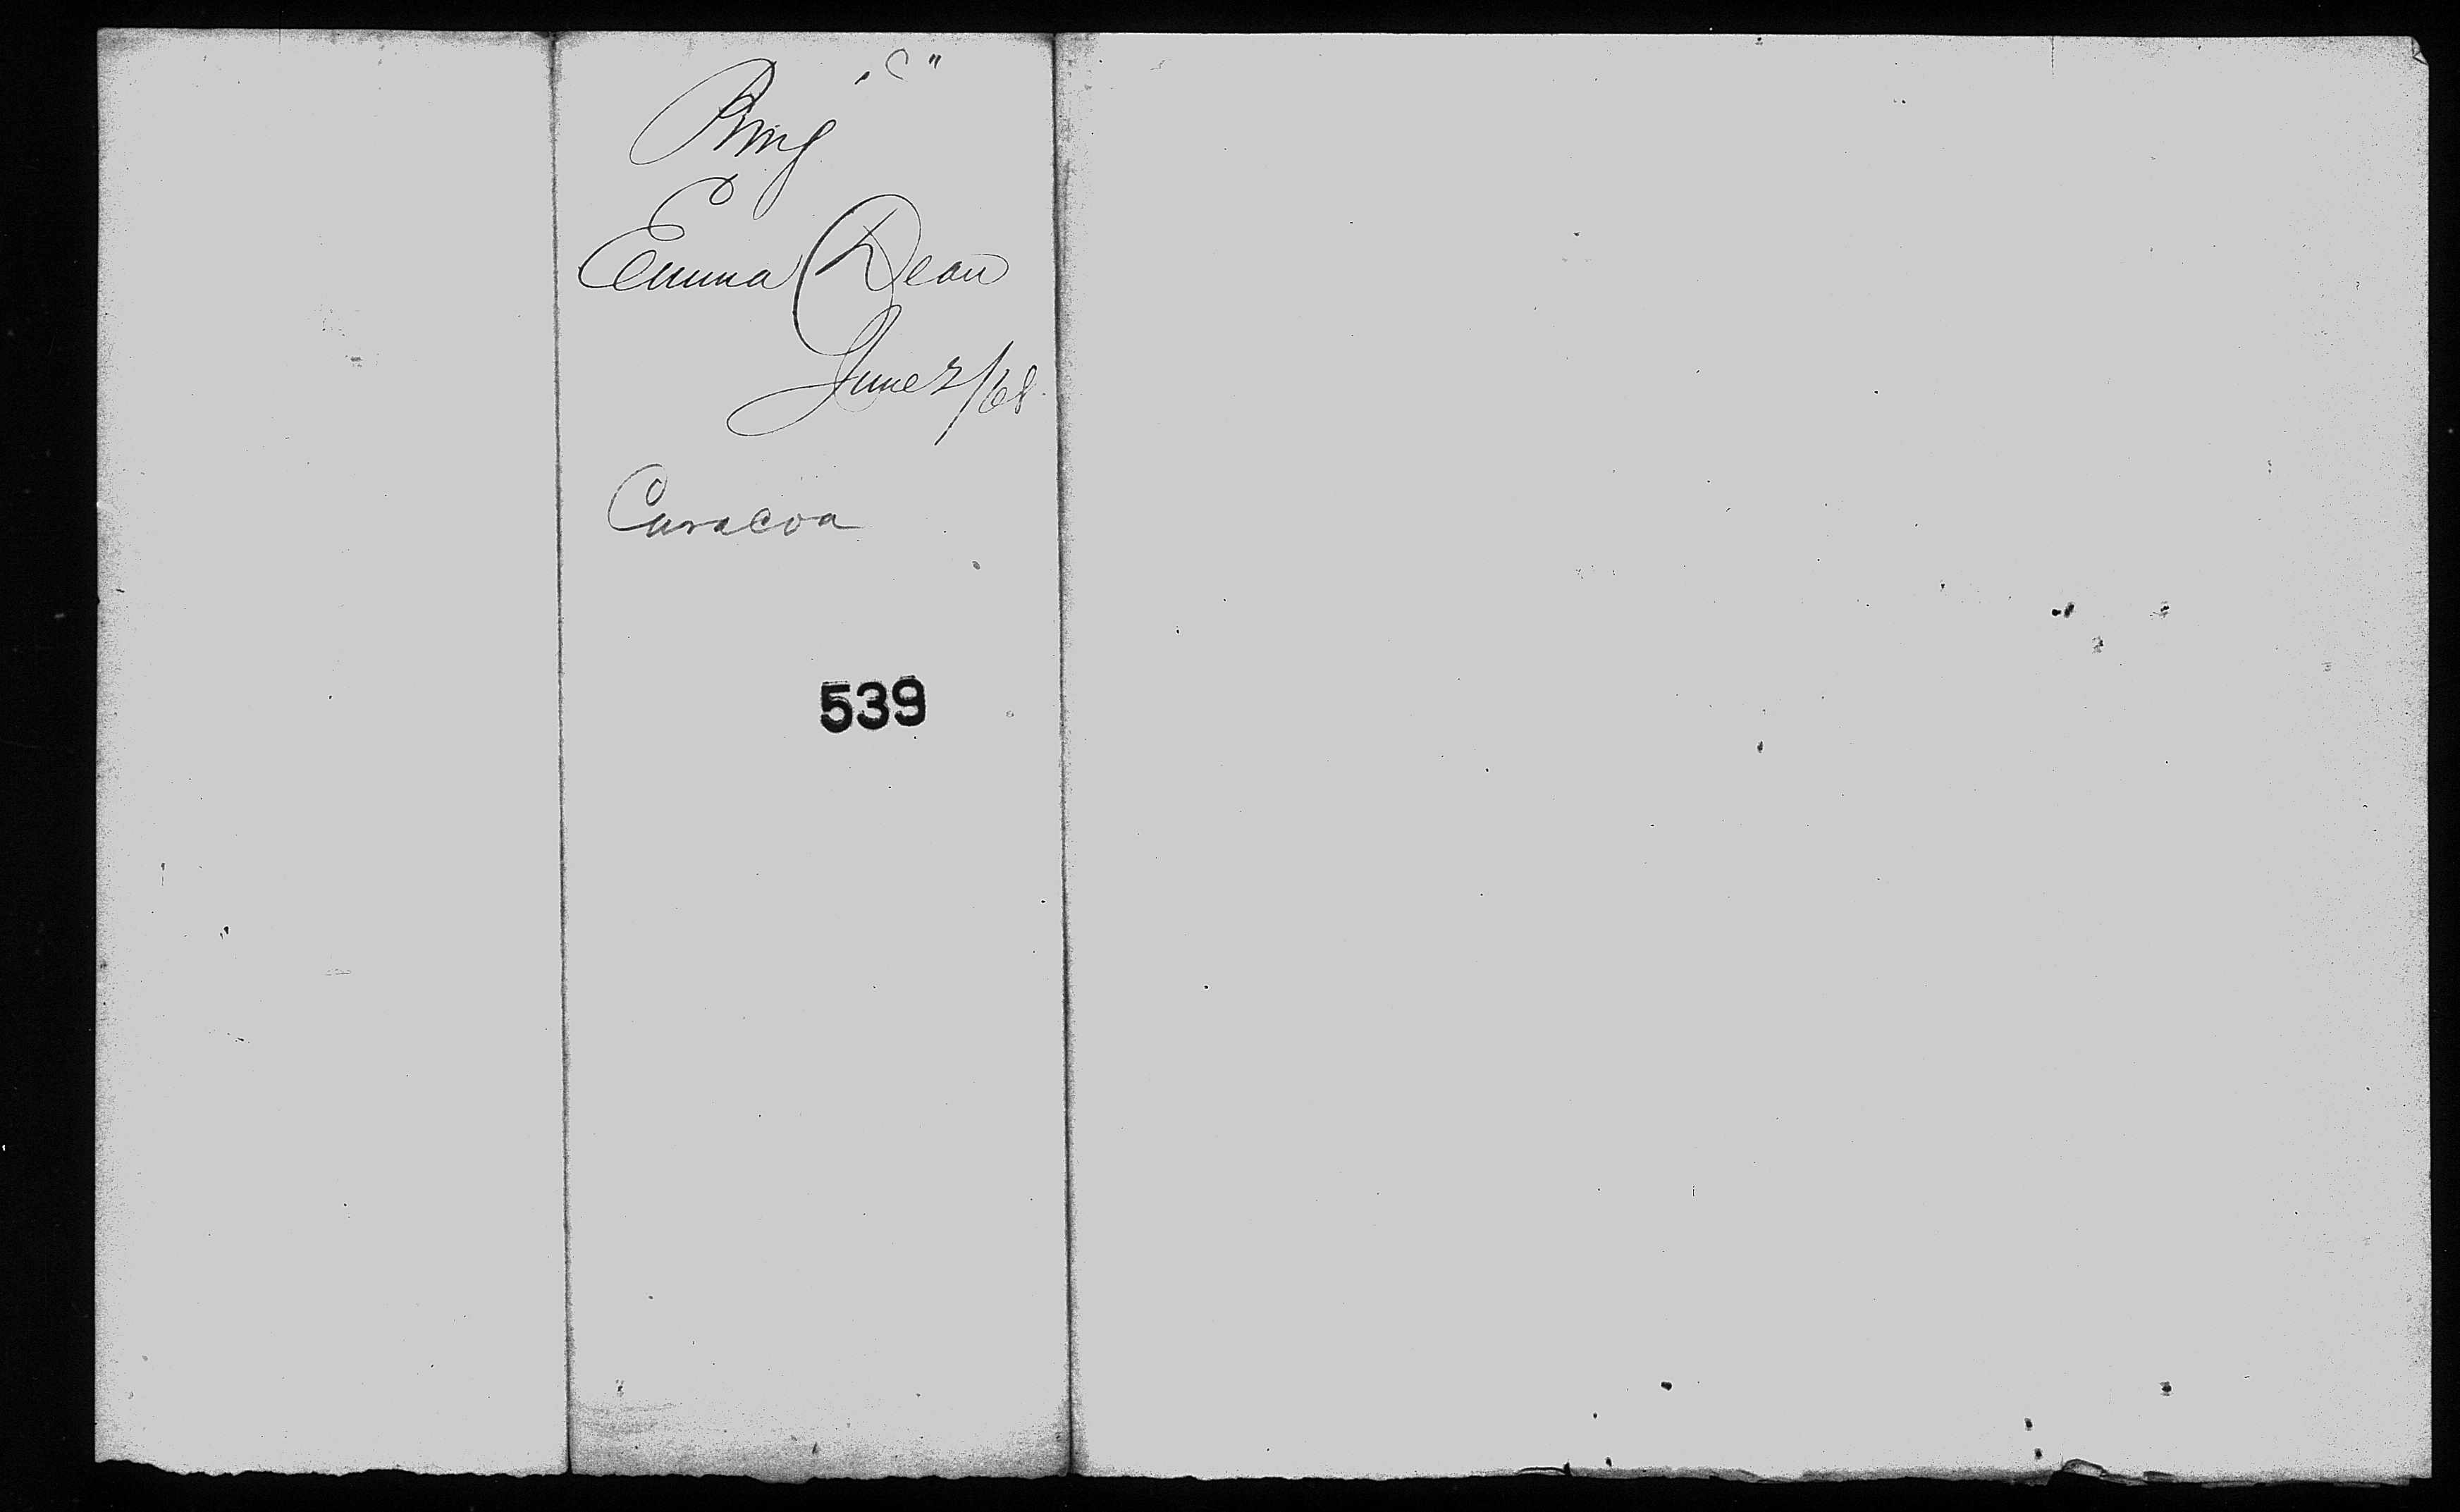 "C"
Brig
Emma Dean
June 2/68.
Curacoa
539